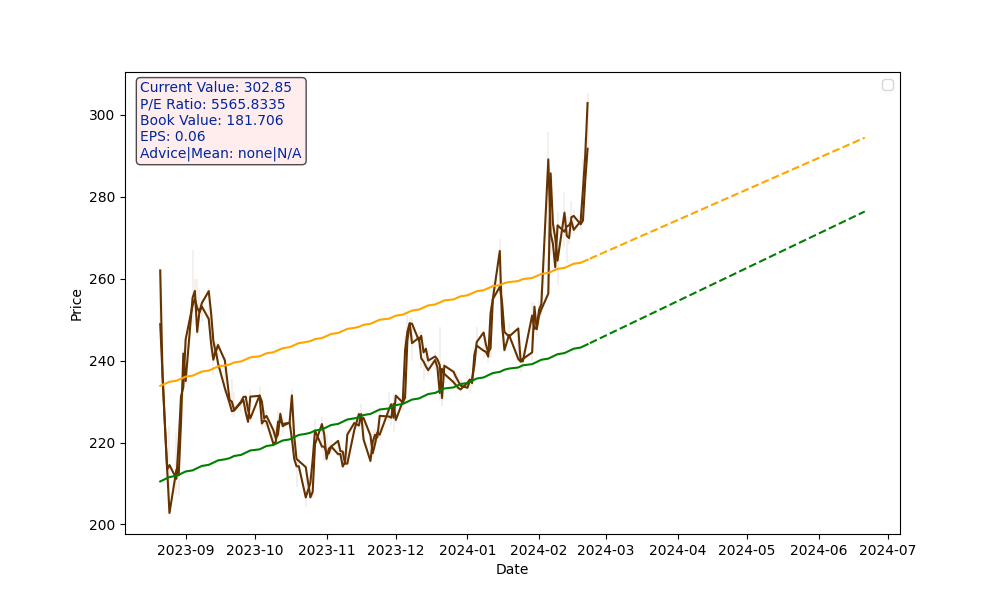 Current Value: 302.85
P/E Ratio: 5565.8335
Book Value: 181.706
EPS: 0.06
Advice|Mean: none|N/A
300
280
260
240
220
200
Price
2023-09 2023-10 2023-11 2023-12 2024-01 2024-02 2024-03 2024-04 2024-05 2024-06 2024-07
Date